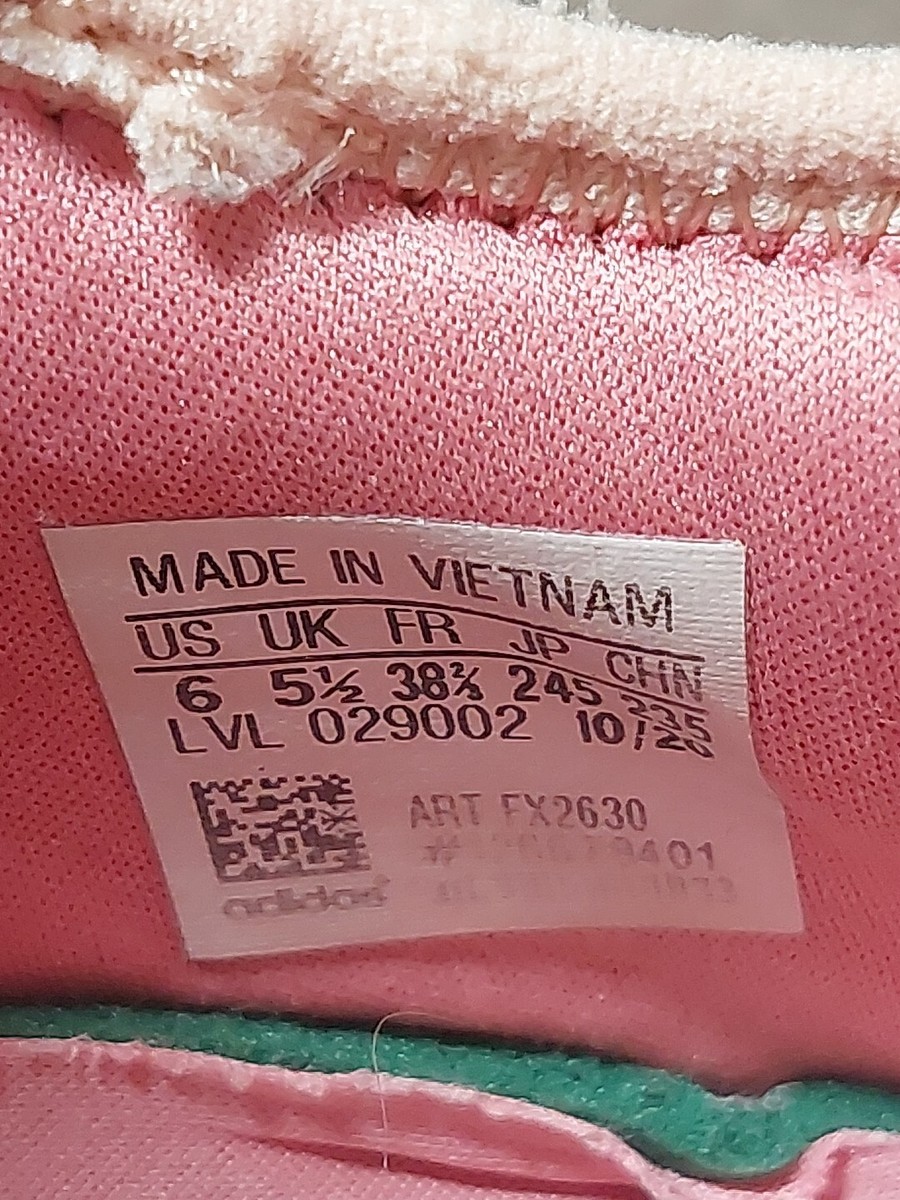 MADE IN VIETNAM
US UK FR JP CHN
6 5½ 38⅔ 245
LVL 029002 10/20
ART FX2630
#
adidas